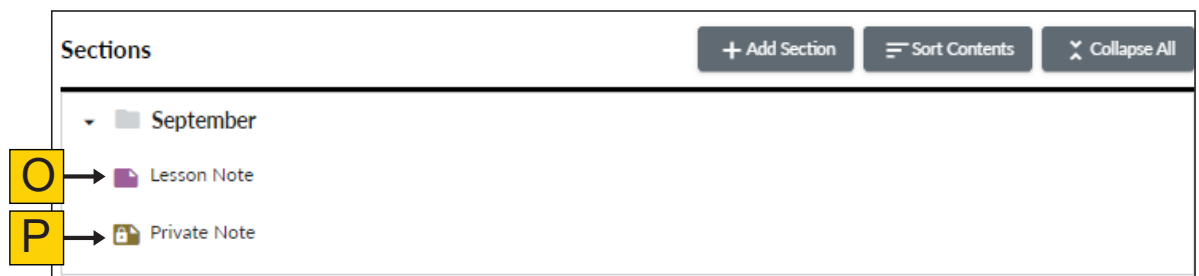 Sections + Add Section Sort Contents Collapse All
September
O Lesson Note
P Private Note